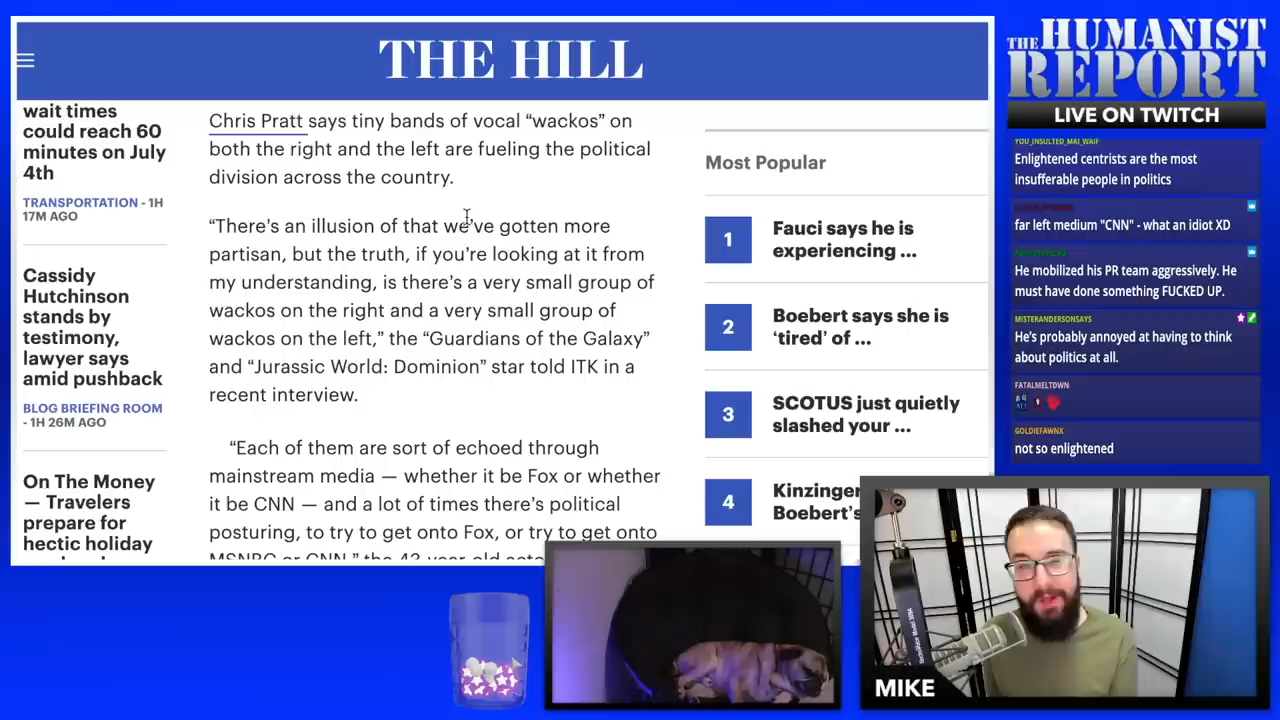 THE HILL
wait times
could reach 60
minutes on July
4th
TRANSPORTATION - 1H
17M AGO
Cassidy
Hutchinson
stands by
testimony,
lawyer says
amid pushback
BLOG BRIEFING ROOM
- 1H 26M AGO
On The Money
— Travelers
prepare for
hectic holiday
Chris Pratt says tiny bands of vocal “wackos” on
both the right and the left are fueling the political
division across the country.
“There’s an illusion of that we’ve gotten more
partisan, but the truth, if you’re looking at it from
my understanding, is there’s a very small group of
wackos on the right and a very small group of
wackos on the left,” the “Guardians of the Galaxy”
and “Jurassic World: Dominion” star told ITK in a
recent interview.
“Each of them are sort of echoed through
mainstream media — whether it be Fox or whether
it be CNN — and a lot of times there’s political
posturing, to try to get onto Fox, or try to get onto
MSNBC or CNN,” the 43-year-old
Most Popular
1
Fauci says he is
experiencing ...
2
Boebert says she is
‘tired’ of ...
3
SCOTUS just quietly
slashed your ...
4
Kinzinger
Boebert’s
THE HUMANIST
REPORT
LIVE ON TWITCH
YOU_INSULTED_MAI_WAIF
Enlightened centrists are the most
insufferable people in politics
far left medium "CNN" - what an idiot XD
He mobilized his PR team aggressively. He
must have done something FUCKED UP.
MISTERANDERSONSAYS
He's probably annoyed at having to think
about politics at all.
FATALMELTDWN
GOLDIEFAWNX
not so enlightened
MIKE